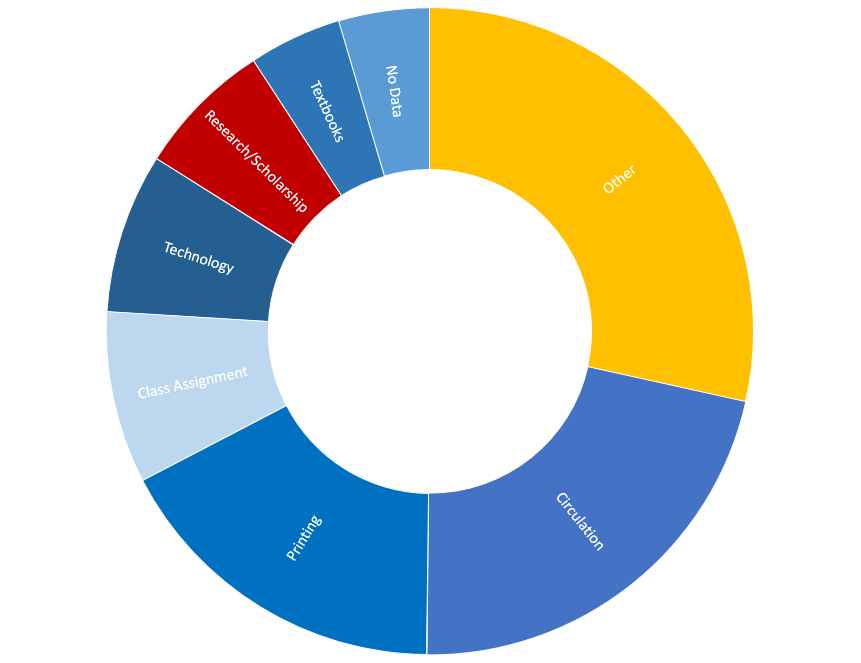 Other
Circulation
Printing
Class Assignment
Technology
Research/Scholarship
Textbooks
No Data